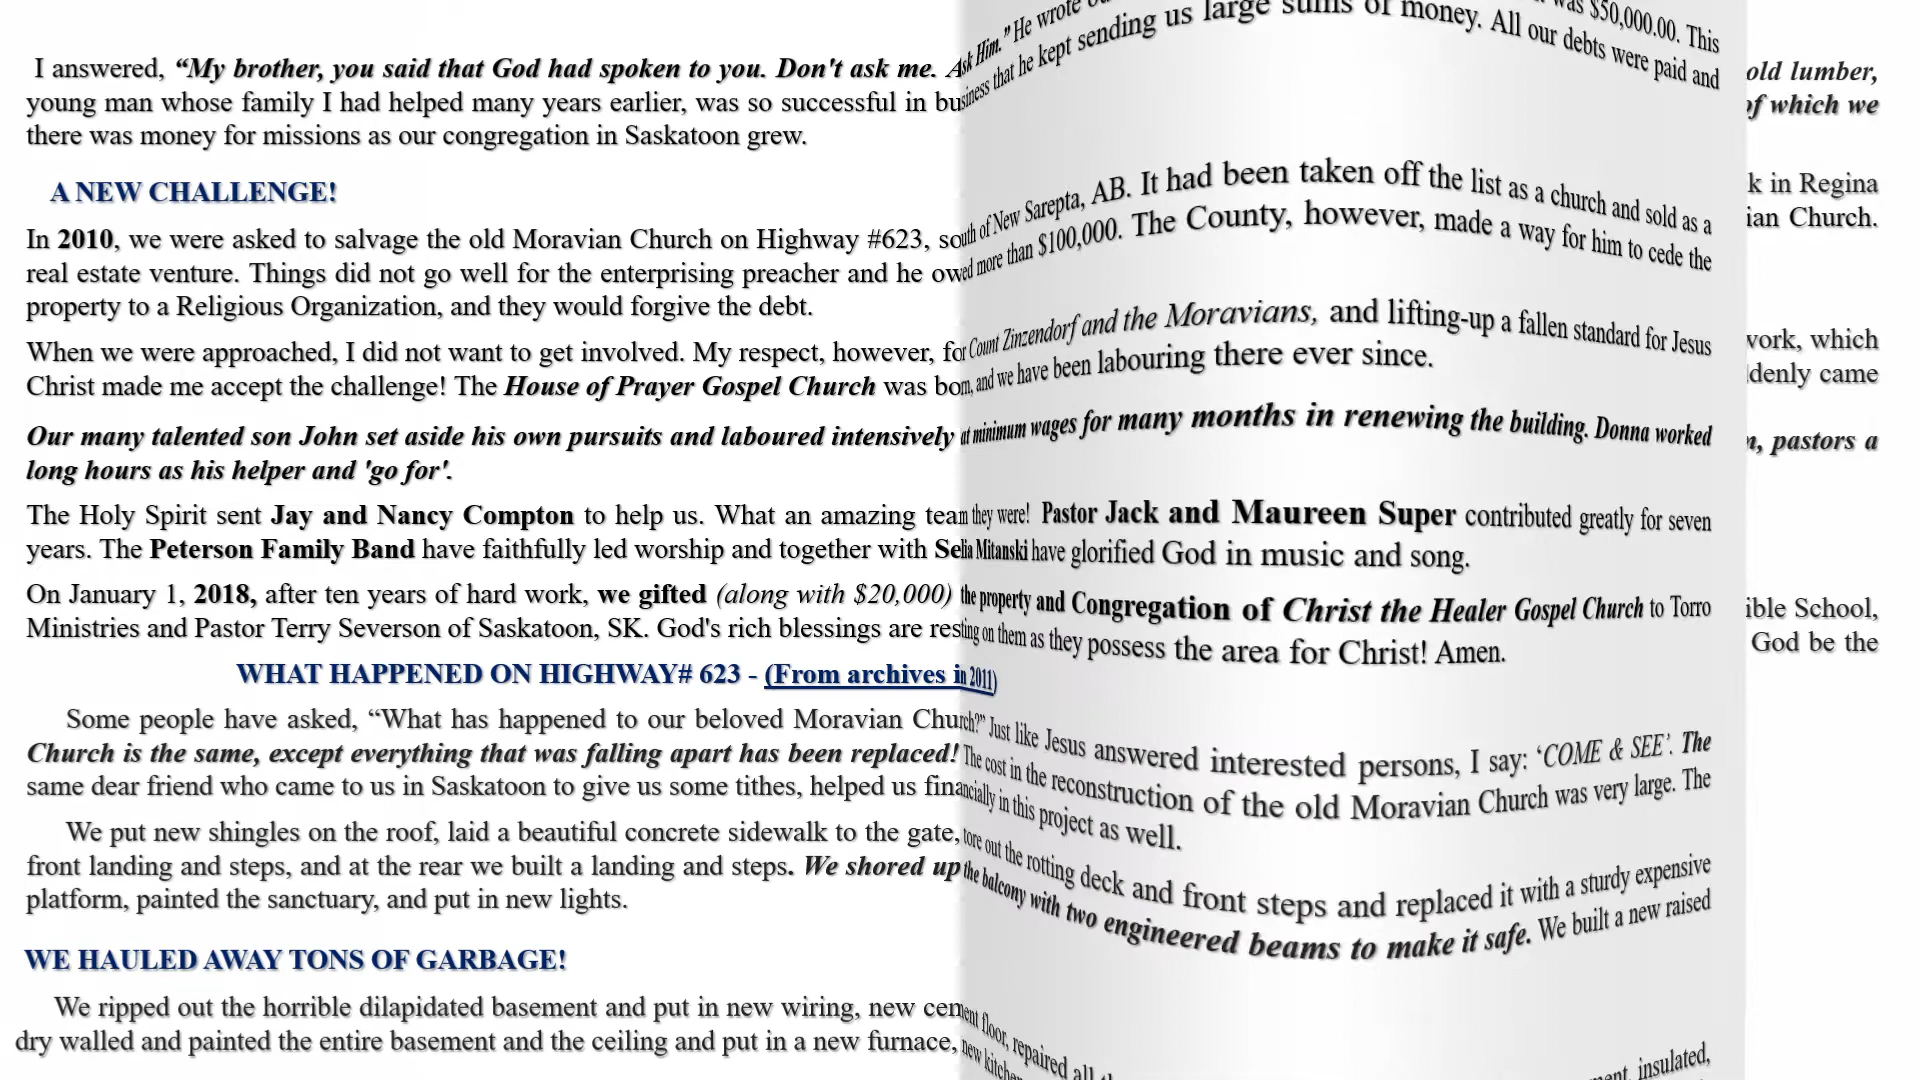 I answered, “My brother, you said that God had spoken to you. Don't ask me. Ask Him.” He wrote was $50,000.00. This
young man whose family I had helped many years earlier, was so successful in business that he kept sending us large sums of money. All our debts were paid and
there was money for missions as our congregation in Saskatoon grew.
A NEW CHALLENGE!
In 2010, we were asked to salvage the old Moravian Church on Highway #623, south of New Sarepta, AB. It had been taken off the list as a church and sold as a
real estate venture. Things did not go well for the enterprising preacher and he owed more than $100,000. The County, however, made a way for him to cede the
property to a Religious Organization, and they would forgive the debt.
When we were approached, I did not want to get involved. My respect, however, for Count Zinzendorf and the Moravians, and lifting-up a fallen standard for Jesus
Christ made me accept the challenge! The House of Prayer Gospel Church was born, and we have been labouring there ever since.
Our many talented son John set aside his own pursuits and laboured intensively at minimum wages for many months in renewing the building. Donna worked
long hours as his helper and 'go for'.
The Holy Spirit sent Jay and Nancy Compton to help us. What an amazing team they were! Pastor Jack and Maureen Super contributed greatly for seven
years. The Peterson Family Band have faithfully led worship and together with Selia Mitanski have glorified God in music and song.
On January 1, 2018, after ten years of hard work, we gifted (along with $20,000) the property and Congregation of Christ the Healer Gospel Church to Torro
Ministries and Pastor Terry Severson of Saskatoon, SK. God's rich blessings are resting on them as they possess the area for Christ! Amen.
WHAT HAPPENED ON HIGHWAY# 623 - (From archives in 2011)
Some people have asked, “What has happened to our beloved Moravian Church?” Just like Jesus answered interested persons, I say: ‘COME & SEE’. The
Church is the same, except everything that was falling apart has been replaced! The cost in the reconstruction of the old Moravian Church was very large. The
same dear friend who came to us in Saskatoon to give us some tithes, helped us financially in this project as well.
We put new shingles on the roof, laid a beautiful concrete sidewalk to the gate, tore out the rotting deck and front steps and replaced it with a sturdy expensive
front landing and steps, and at the rear we built a landing and steps. We shored up the balcony with two engineered beams to make it safe. We built a new raised
platform, painted the sanctuary, and put in new lights.
WE HAULED AWAY TONS OF GARBAGE!
We ripped out the horrible dilapidated basement and put in new wiring, new cement floor, repaired all insulated,
dry walled and painted the entire basement and the ceiling and put in a new furnace, new
old lumber,
of which we
k in Regina
ian Church.
work, which
denly came
pastors a
ible School,
God be the